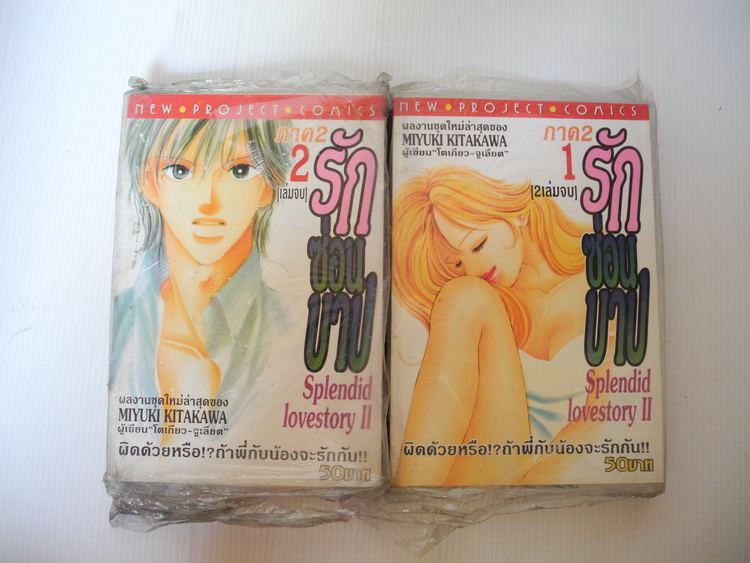 NEW • PROJECT • COMICS
ภาค2
2
[เล่มจบ]
รัก
ซ่อน
บาป
Splendid
lovestory II
ผลงานชุดใหม่ล่าสุดของ
MIYUKI KITAKAWA
ผู้เขียน"โตเกียว-จูเลียต"
ผิดด้วยหรือ!?ถ้าพี่กับน้องจะรักกัน!!
50บาท
NEW • PROJECT • COMICS
ผลงานชุดใหม่ล่าสุดของ
MIYUKI KITAKAWA
ผู้เขียน"โตเกียว-จูเลียต"
ภาค2
1
[2เล่มจบ]
รัก
ซ่อน
บาป
Splendid
lovestory II
ผิดด้วยหรือ!?ถ้าพี่กับน้องจะรักกัน!!
50บาท